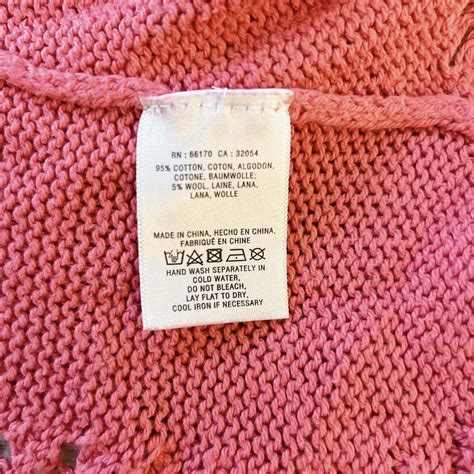 RN : 66170 CA : 32054
95% COTTON, COTON, ALGODON,
COTONE, BAUMWOLLE;
5% WOOL, LAINE, LANA,
LANA, WOLLE
MADE IN CHINA, HECHO EN CHINA,
FABRIQUÉ EN CHINE
HAND WASH SEPARATELY IN
COLD WATER,
DO NOT BLEACH,
LAY FLAT TO DRY,
COOL IRON IF NECESSARY